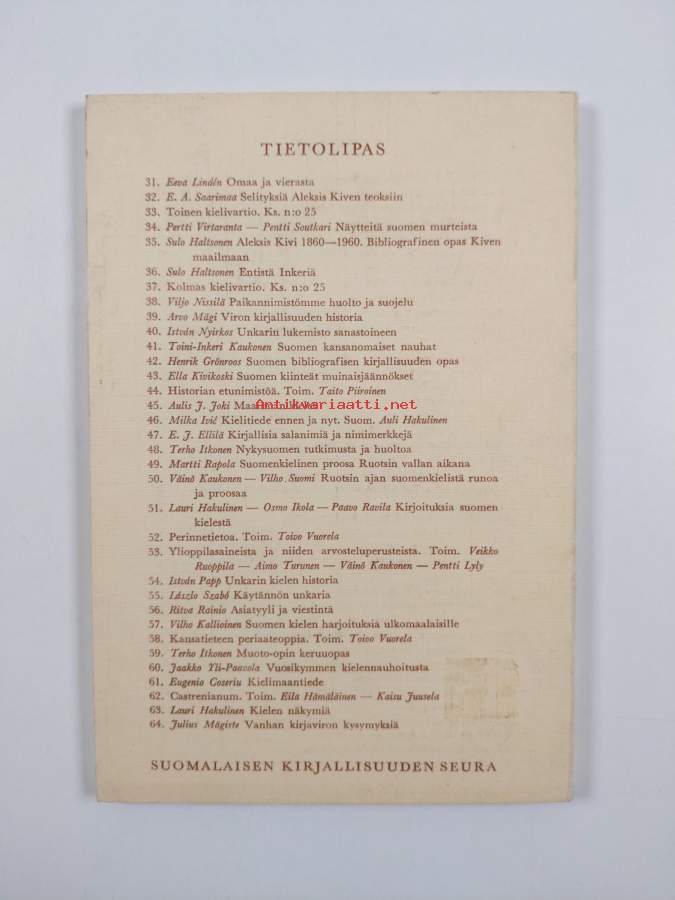 TIETOLIPAS
31. Eeva Lindén Omaa ja vierasta
32. E. A. Saarimaa Selityksiä Aleksis Kiven teoksiin
33. Toinen kielivartio. Ks. n:o 25
34. Pertti Virtaranta — Pentti Soutkari Näytteitä suomen murteista
35. Sulo Haltsonen Aleksis Kivi 1860—1960. Bibliografinen opas Kiven
maailmaan
36. Sulo Haltsonen Entistä Inkeriä
37. Kolmas kielivartio. Ks. n:o 25
38. Viljo Nissilä Paikannimistömme huolto ja suojelu
39. Arvo Mägi Viron kirjallisuuden historia
40. István Nyirkos Unkarin lukemisto sanastoineen
41. Toini-Inkeri Kaukonen Suomen kansanomaiset nauhat
42. Henrik Grönroos Suomen bibliografisen kirjallisuuden opas
43. Ella Kivikoski Suomen kiinteät muinaisjäännökset
44. Historian etunimistöä. Toim. Taito Piiroinen
45. Aulis J. Joki
Antikvariaatti.net
46. Milka Ivić Kielitiede ennen ja nyt. Suom. Auli Hakulinen
47. E. J. Ellilä Kirjallisia salanimiä ja nimimerkkejä
48. Terho Itkonen Nykysuomen tutkimusta ja huoltoa
49. Martti Rapola Suomenkielinen proosa Ruotsin vallan aikana
50. Väinö Kaukonen — Vilho Suomi Ruotsin ajan suomenkielistä runoa
ja proosaa
51. Lauri Hakulinen — Osmo Ikola — Paavo Ravila Kirjoituksia suomen
kielestä
52. Perinnetietoa. Toim. Toivo Vuorela
53. Ylioppilasaineista ja niiden arvosteluperusteista. Toim. Veikko
Ruoppila — Aimo Turunen — Väinö Kaukonen — Pentti Lyly
54. István Papp Unkarin kielen historia
55. Lászlo Szabó Käytännön unkaria
56. Ritva Rainio Asiatyyli ja viestintä
57. Vilho Kallioinen Suomen kielen harjoituksia ulkomaalaisille
58. Kansatieteen periaateoppia. Toim. Toivo Vuorela
59. Terho Itkonen Muoto-opin keruuopas
60. Jaakko Yli-Paavola Vuosikymmen kielennauhoitusta
61. Eugenio Coseriu Kielimaantiede
62. Castrenianum. Toim. Eila Hämäläinen — Kaisu Juusela
63. Lauri Hakulinen Kielen näkymiä
64. Julius Mägiste Vanhan kirjaviron kysymyksiä
SUOMALAISEN KIRJALLISUUDEN SEURA